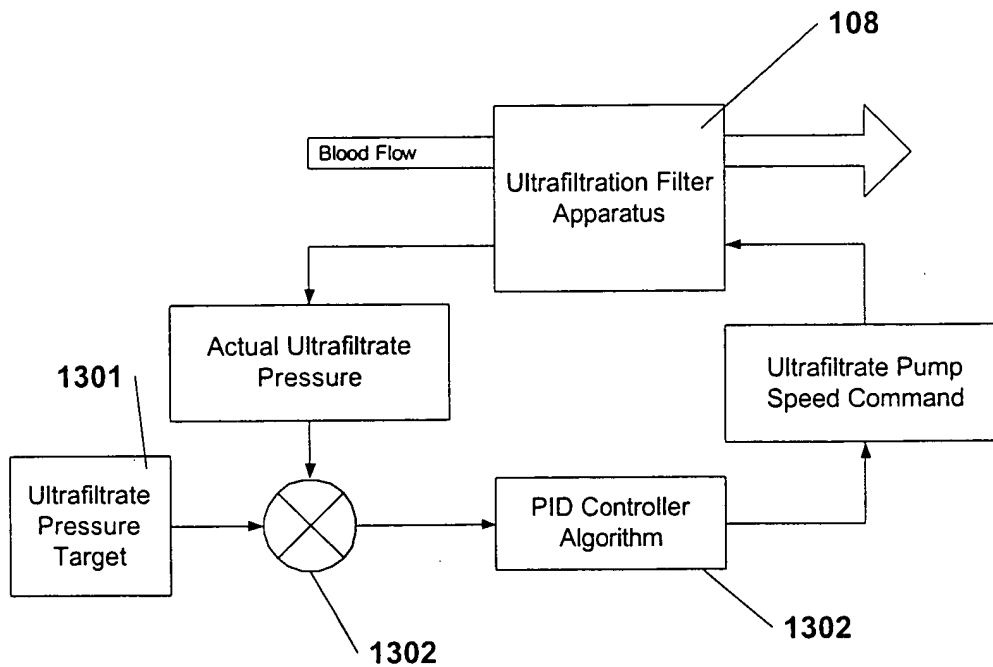 108
Blood Flow
Ultrafiltration Filter
Apparatus
Actual Ultrafiltrate
Pressure
Ultrafiltrate Pump
Speed Command
1301
Ultrafiltrate
Pressure
Target
PID Controller
Algorithm
1302
1302